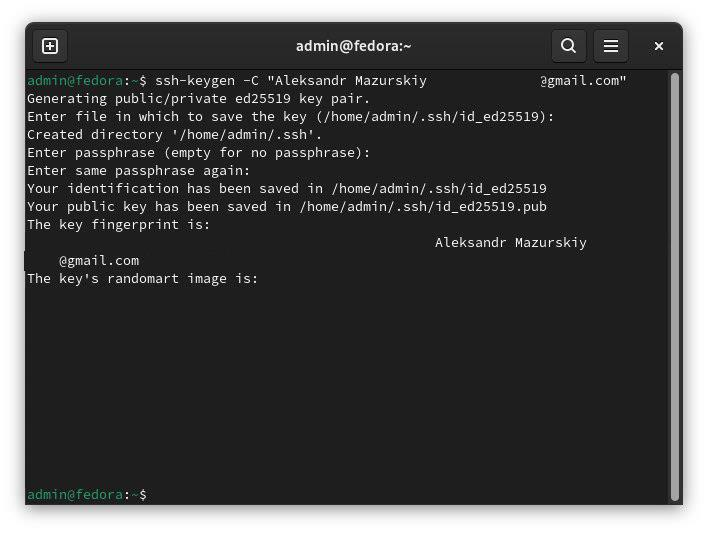 admin@fedora:~
admin@fedora:~$ ssh-keygen -C "Aleksandr Mazurskiy @gmail.com"
Generating public/private ed25519 key pair.
Enter file in which to save the key (/home/admin/.ssh/id_ed25519):
Created directory '/home/admin/.ssh'.
Enter passphrase (empty for no passphrase):
Enter same passphrase again:
Your identification has been saved in /home/admin/.ssh/id_ed25519
Your public key has been saved in /home/admin/.ssh/id_ed25519.pub
The key fingerprint is:
Aleksandr Mazurskiy
@gmail.com
The key's randomart image is:
admin@fedora:~$